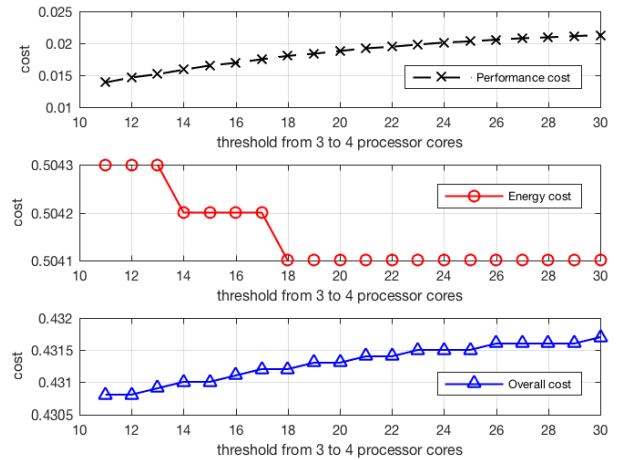 0.025
0.02
0.015
0.01
cost
Performance cost
10 12 14 16 18 20 22 24 26 28 30
threshold from 3 to 4 processor cores
0.5043
0.5042
0.5041
cost
Energy cost
10 12 14 16 18 20 22 24 26 28 30
threshold from 3 to 4 processor cores
0.432
0.4315
0.431
0.4305
cost
Overall cost
10 12 14 16 18 20 22 24 26 28 30
threshold from 3 to 4 processor cores